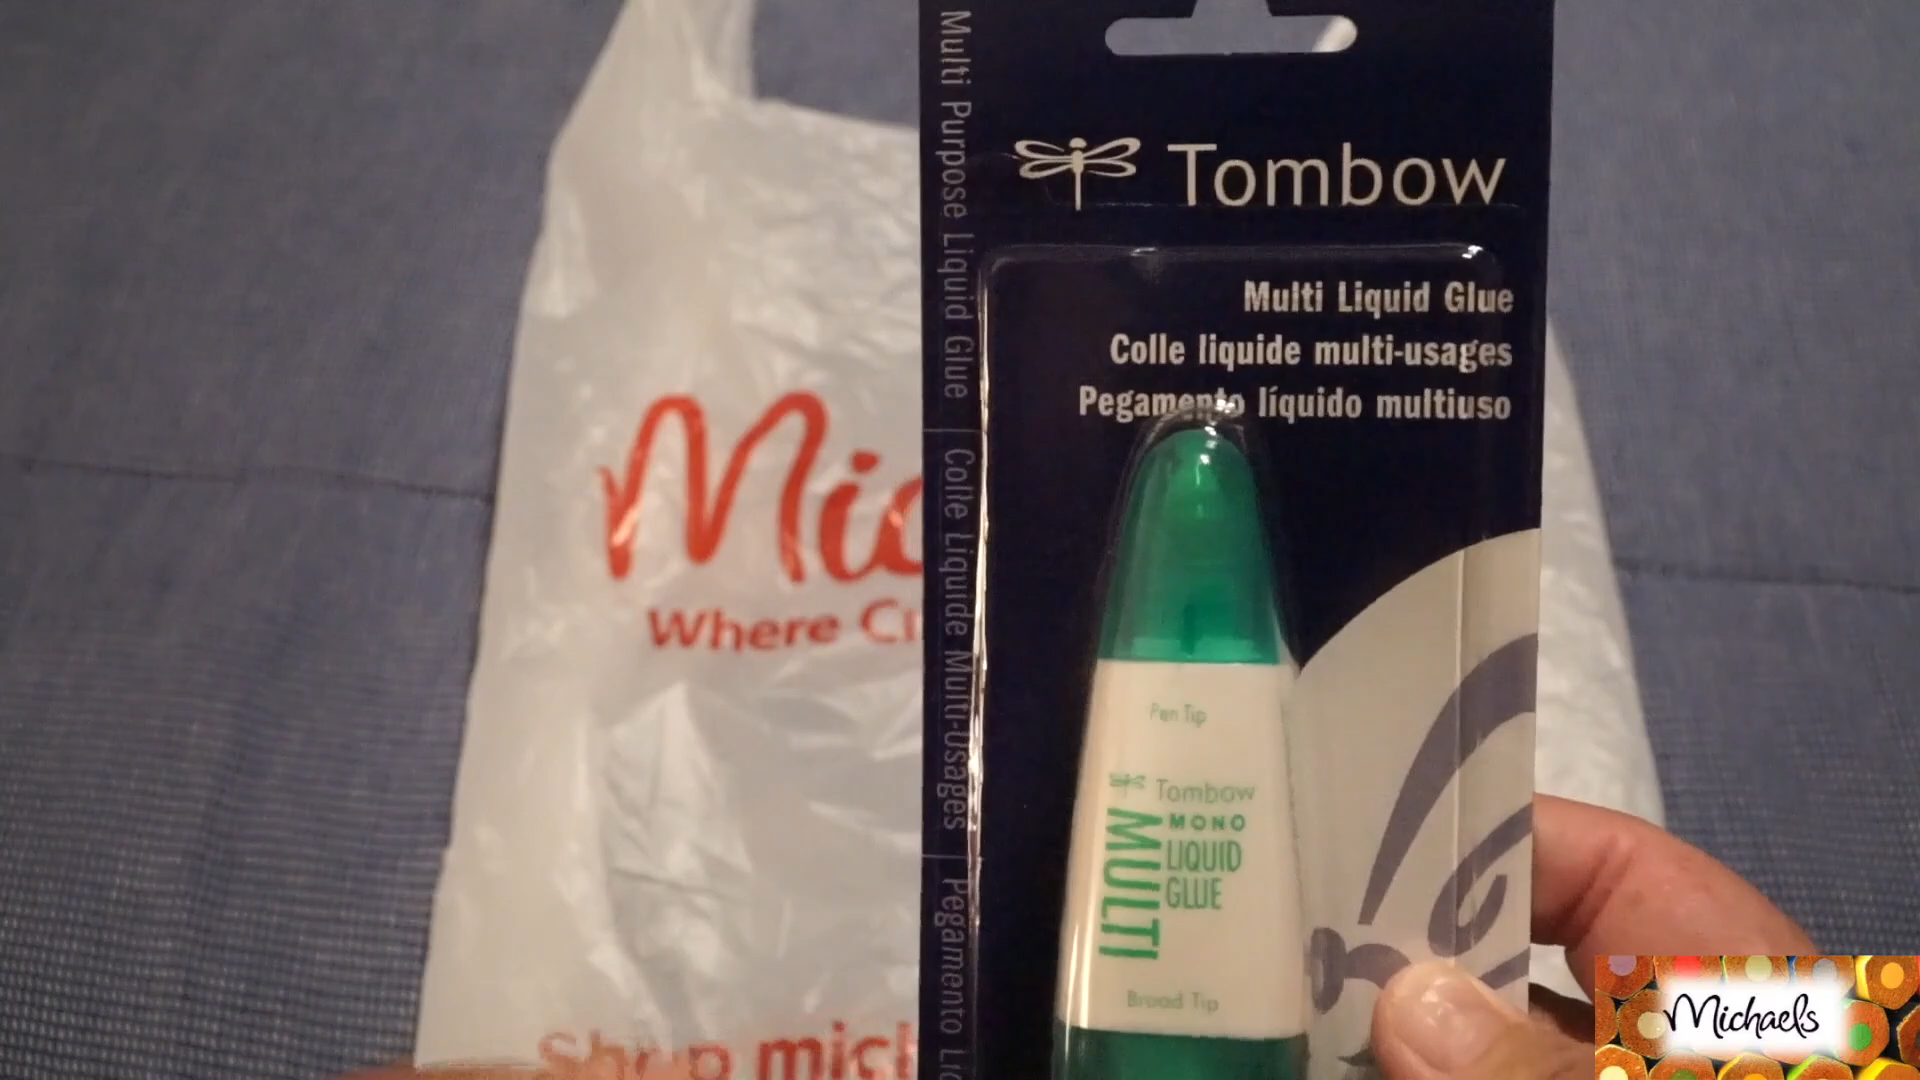 Multi Purpose Liquid Glue | Colle Liquide Multi-Usages | Pegamento
Tombow
Multi Liquid Glue
Colle liquide multi-usages
Pegamento líquido multiuso
Pen Tip
Tombow
MONO
MULTI
LIQUID
GLUE
Broad Tip
Where
Shop
Michaels